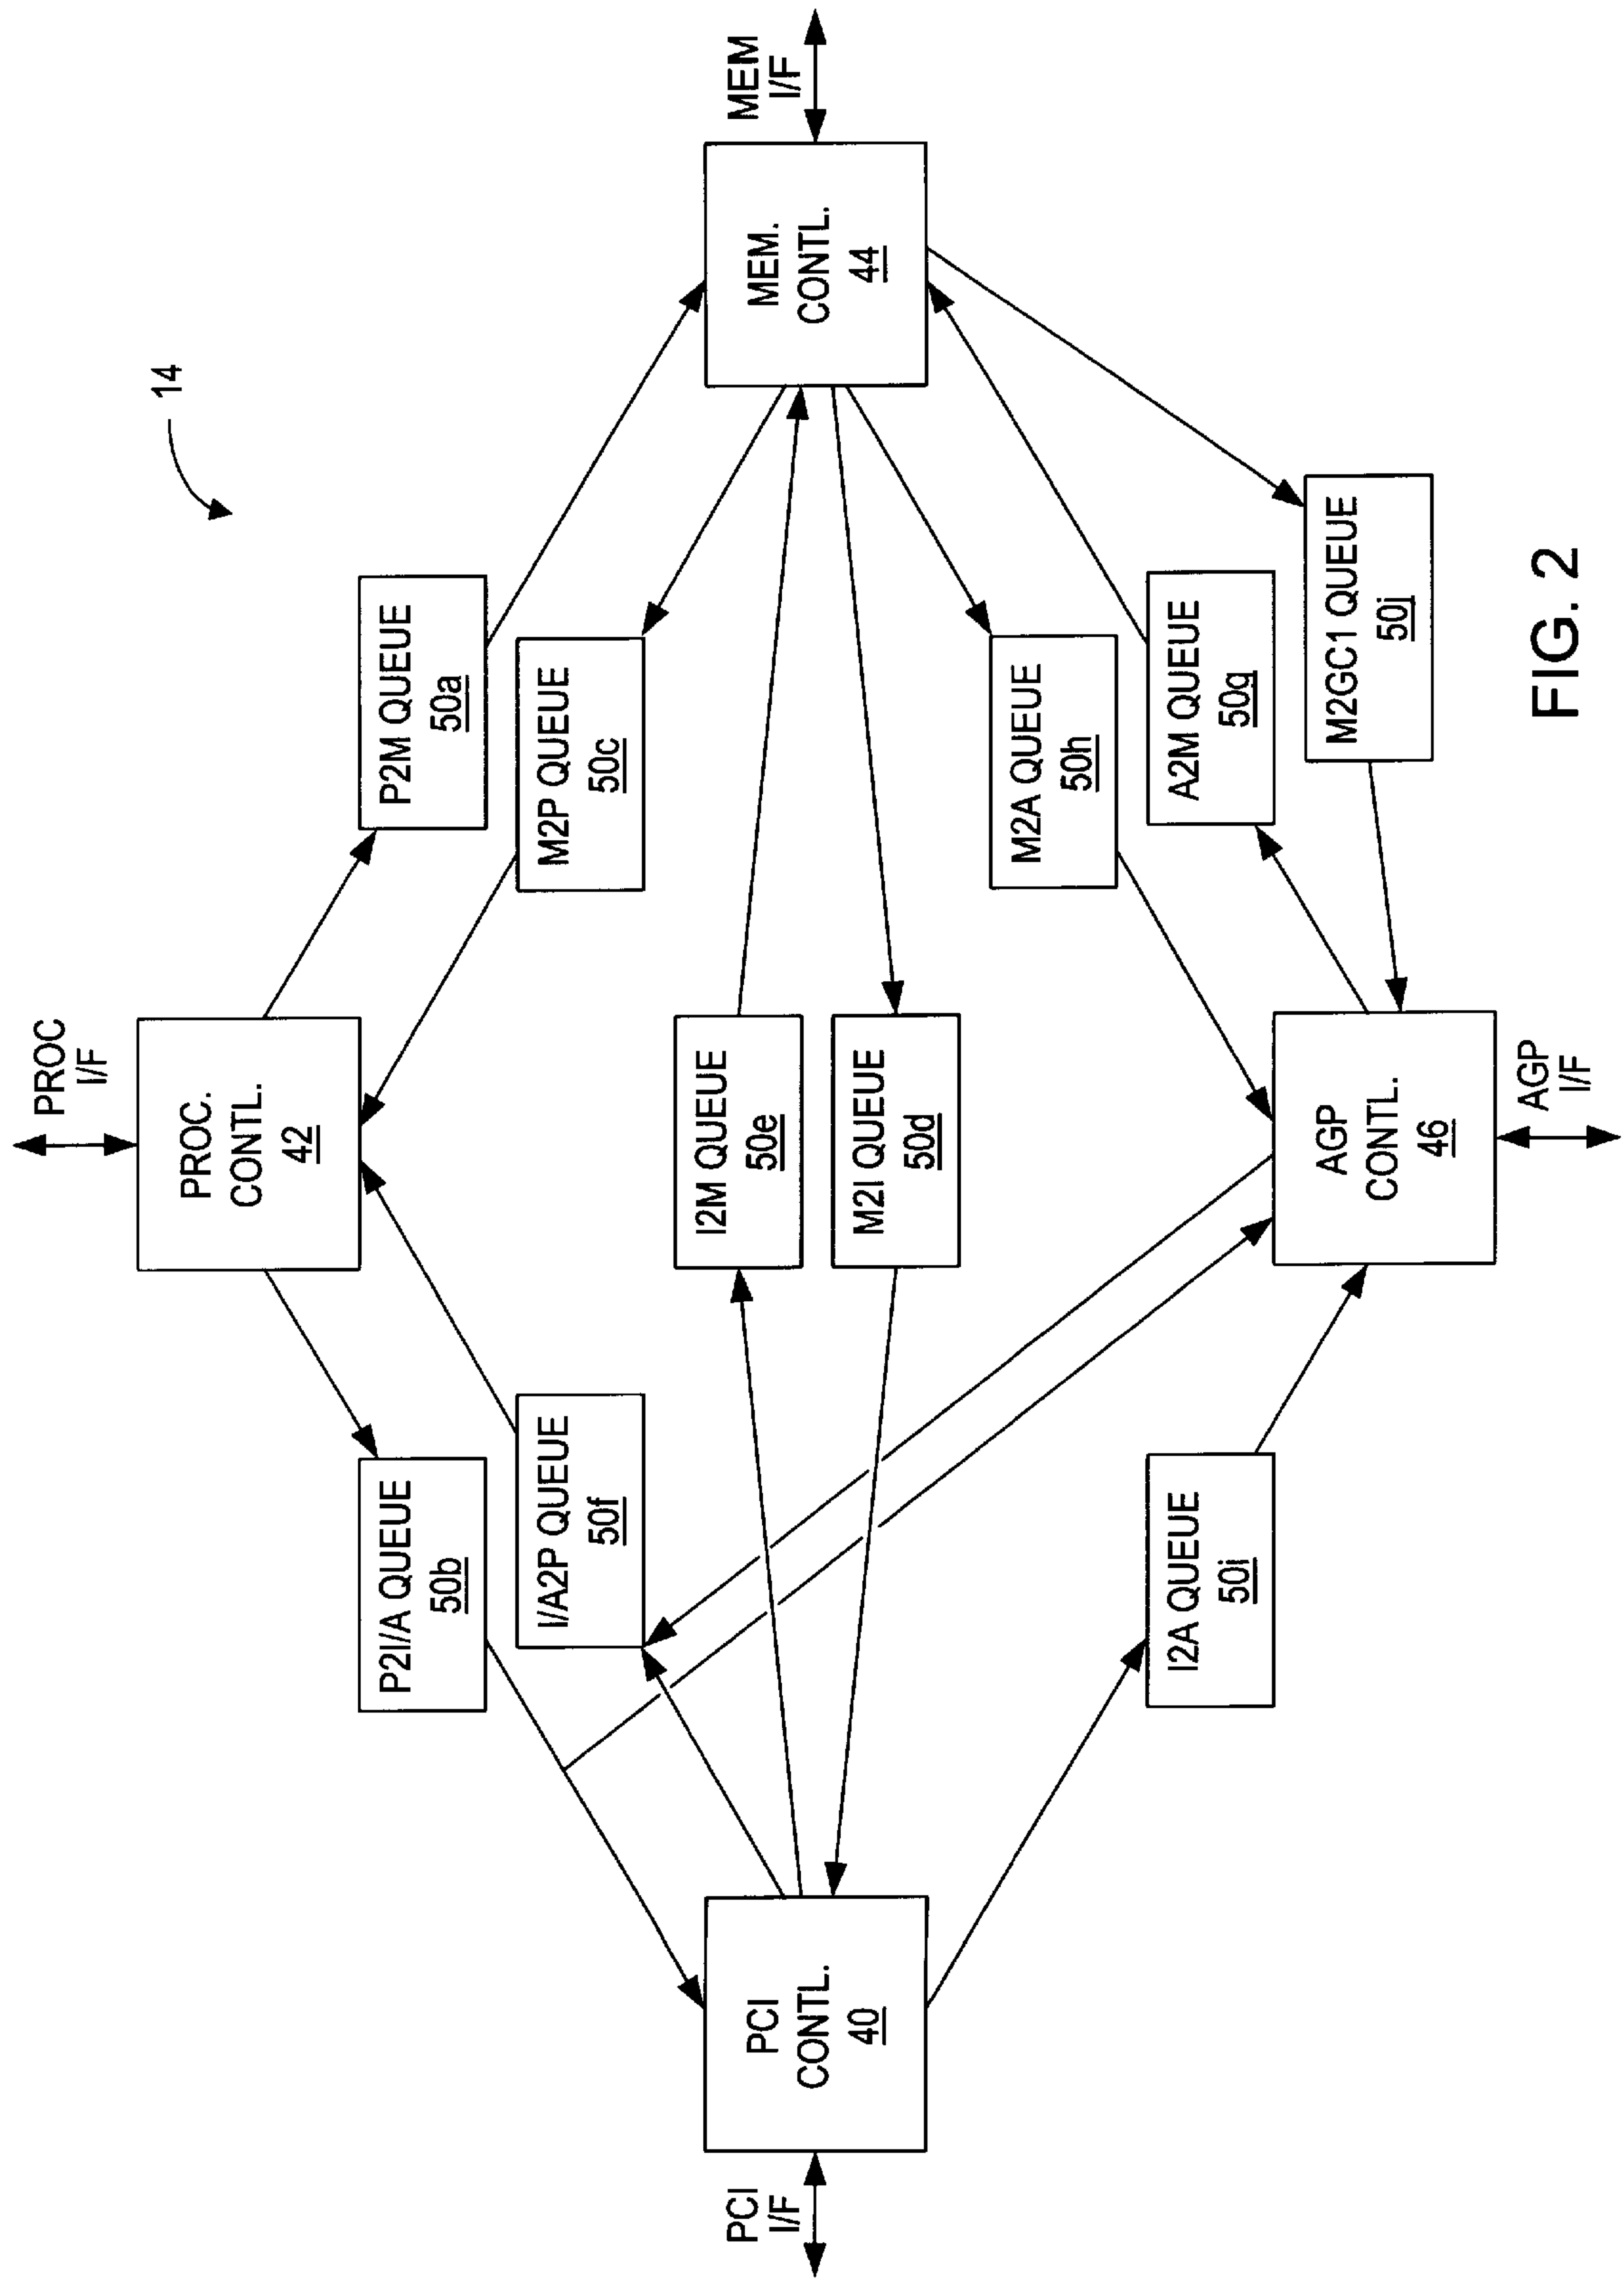 14
PROC
I/F
PROC.
CONTL.
42
P2I/A QUEUE
50b
P2M QUEUE
50a
I/A2P QUEUE
50f
M2P QUEUE
50c
PCI
I/F
PCI
CONTL.
40
I2M QUEUE
50e
M2I QUEUE
50d
MEM.
CONTL.
44
MEM
I/F
M2A QUEUE
50h
I2A QUEUE
50i
A2M QUEUE
50g
AGP
CONTL.
46
M2GC1 QUEUE
50j
AGP
I/F
FIG. 2